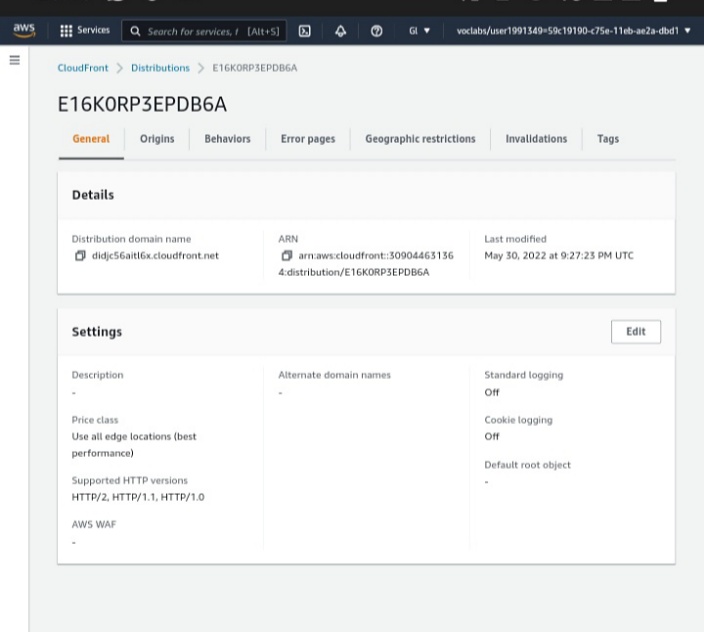 aws
Services
Search for services, f [Alt+S]
Gl
voclabs/user1991349=59c19190-c75e-11eb-ae2a-dbd1
CloudFront > Distributions > E16K0RP3EPDB6A
E16K0RP3EPDB6A
General Origins Behaviors Error pages Geographic restrictions Invalidations Tags
Details
Distribution domain name
didjc56aitl6x.cloudfront.net
ARN
arn:aws:cloudfront::30904463136
4:distribution/E16K0RP3EPDB6A
Last modified
May 30, 2022 at 9:27:23 PM UTC
Settings
Edit
Description
-
Price class
Use all edge locations (best
performance)
Supported HTTP versions
HTTP/2, HTTP/1.1, HTTP/1.0
AWS WAF
-
Alternate domain names
-
Standard logging
Off
Cookie logging
Off
Default root object
-